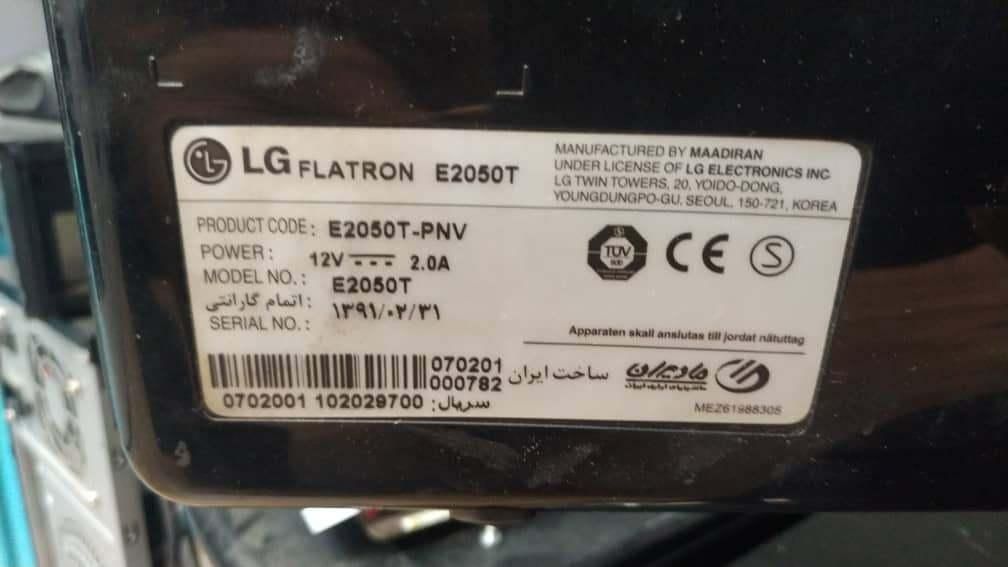 LG FLATRON E2050T
MANUFACTURED BY MAADIRAN
UNDER LICENSE OF LG ELECTRONICS INC
LG TWIN TOWERS, 20, YOIDO-DONG,
YOUNGDUNGPO-GU, SEOUL, 150-721, KOREA
PRODUCT CODE: E2050T-PNV
POWER: 12V 2.0A
MODEL NO.: E2050T
اتمام گارانتی: ۱۳۹۱/۰۲/۳۱
SERIAL NO.:
TÜV
CE
S
Apparaten skall anslutas till jordat nätuttag
070201
000782
ساخت ایران
مادیران
سریال: 0702001 102029700
MEZ61988305